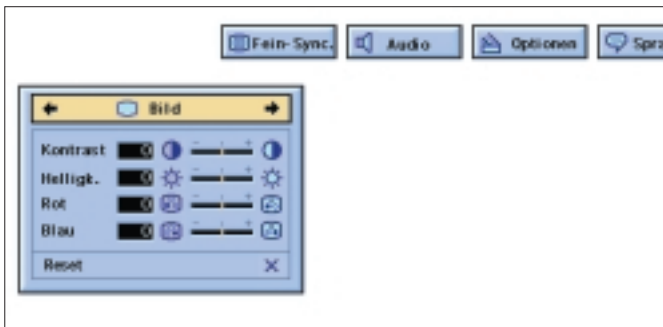 Fein-Sync. Audio Optionen Spra
Bild
Kontrast 0
Helligk. 0
Rot 0
Blau 0
Reset